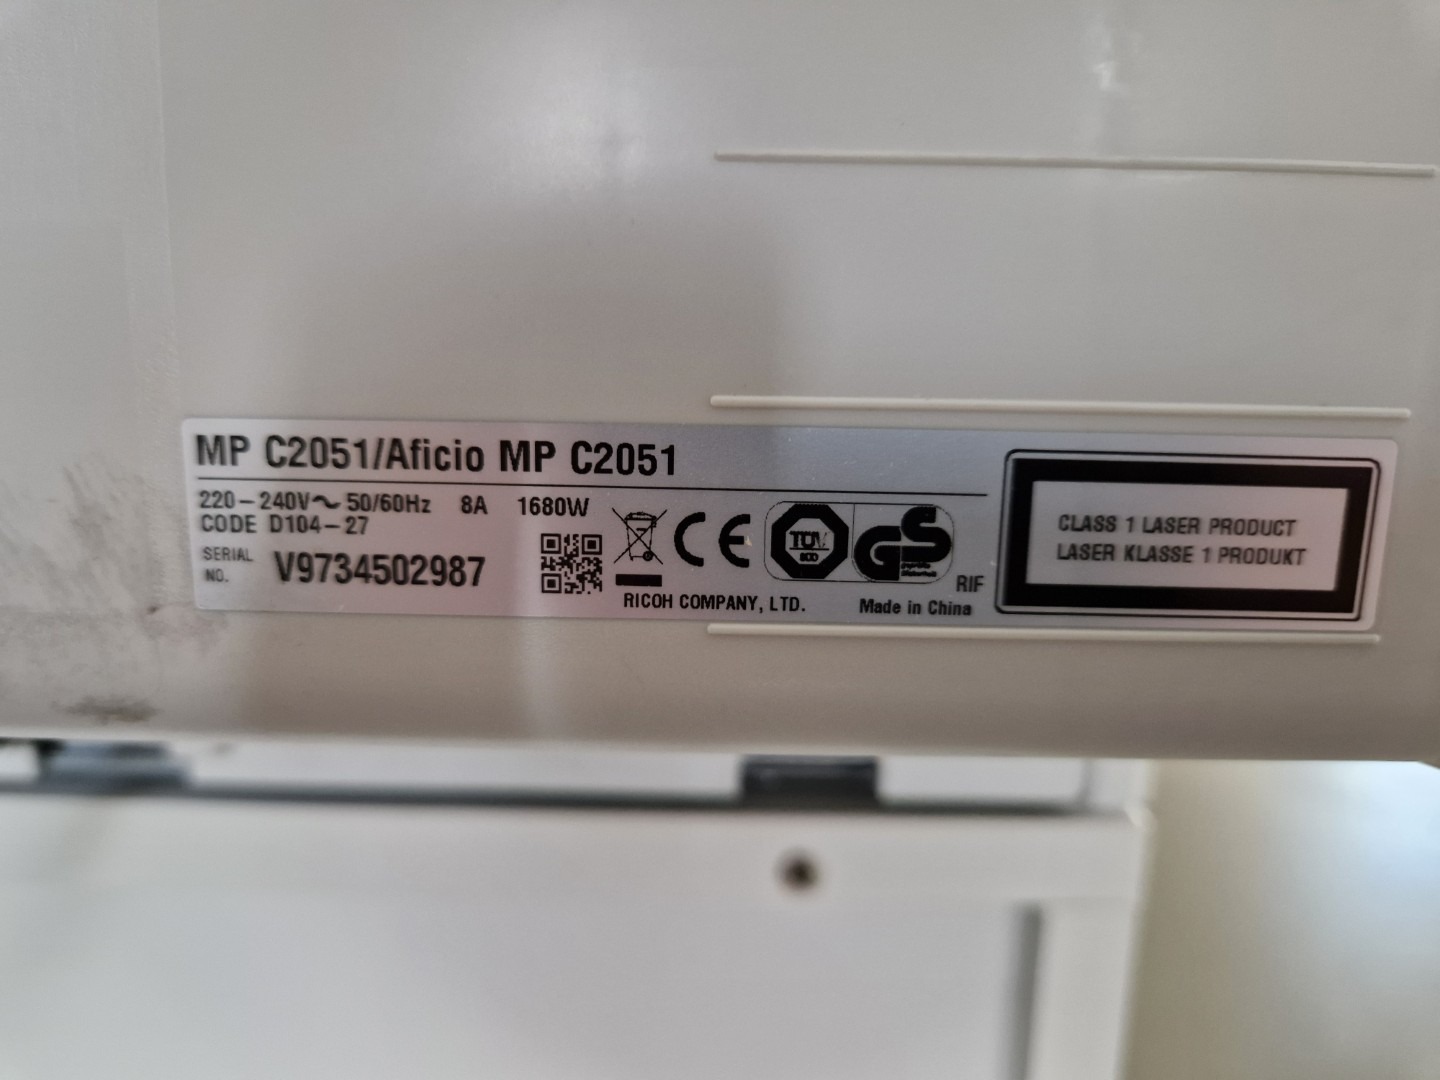 MP C2051/Aficio MP C2051
220-240V～ 50/60Hz 8A 1680W
CODE D104-27
SERIAL NO. V9734502987
RICOH COMPANY, LTD.
CE
TÜV
GS
RIF
Made in China
CLASS 1 LASER PRODUCT
LASER KLASSE 1 PRODUKT